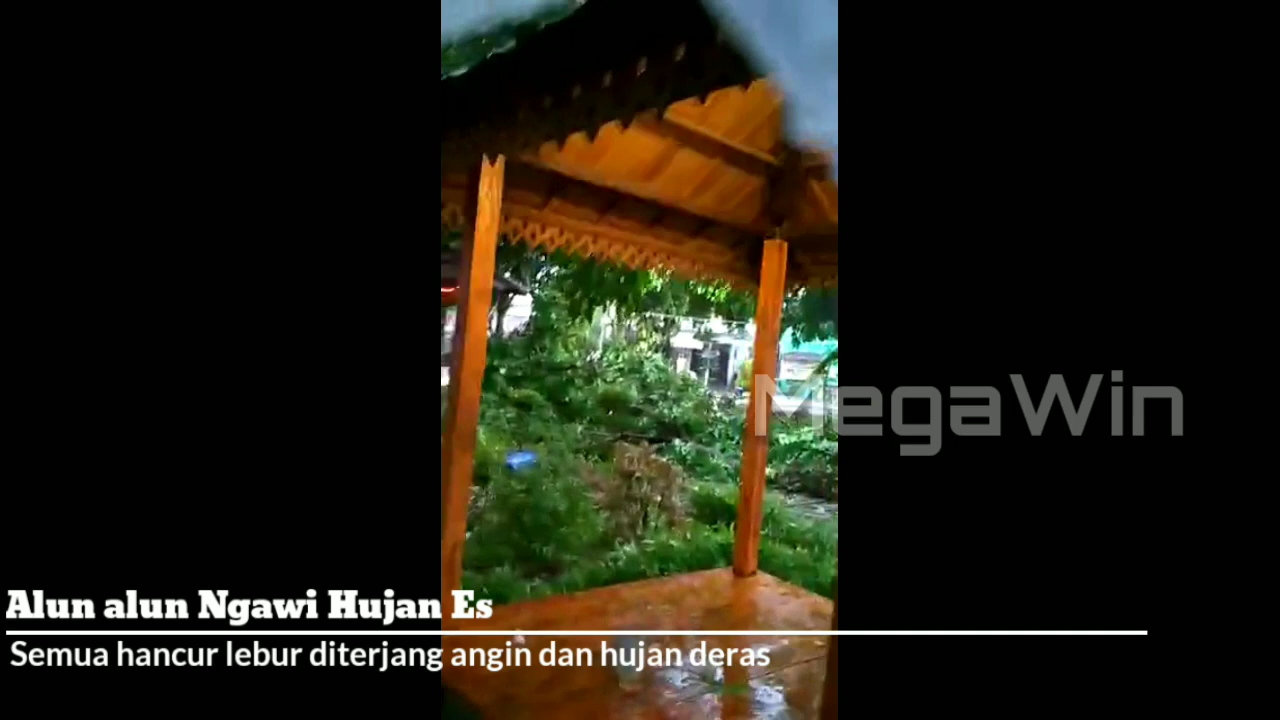 MegaWin
Alun alun Ngawi Hujan Es
Semua hancur lebur diterjang angin dan hujan deras